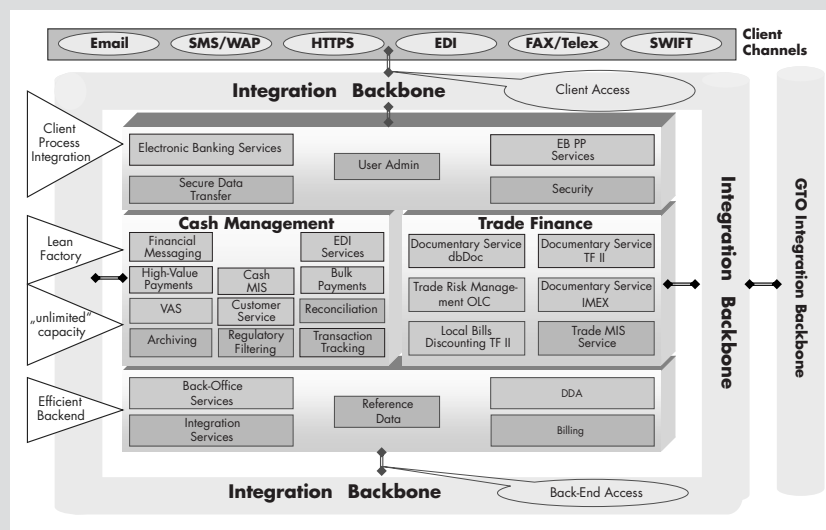 Email
SMS/WAP
HTTPS
EDI
FAX/Telex
SWIFT
Client
Channels
Integration Backbone
Client Access
Client
Process
Integration
Electronic Banking Services
User Admin
EB PP
Services
Secure Data
Transfer
Security
Lean
Factory
„unlimited“
capacity
Cash Management
Financial
Messaging
EDI
Services
High-Value
Payments
Cash
MIS
Bulk
Payments
VAS
Customer
Service
Reconciliation
Archiving
Regulatory
Filtering
Transaction
Tracking
Trade Finance
Documentary Service
dbDoc
Documentary Service
TF II
Trade Risk Manage-
ment OLC
Documentary Service
IMEX
Local Bills
Discounting TF II
Trade MIS
Service
Efficient
Backend
Back-Office
Services
Reference
Data
DDA
Integration
Services
Billing
Integration Backbone
Back-End Access
Integration Backbone
GTO Integration Backbone